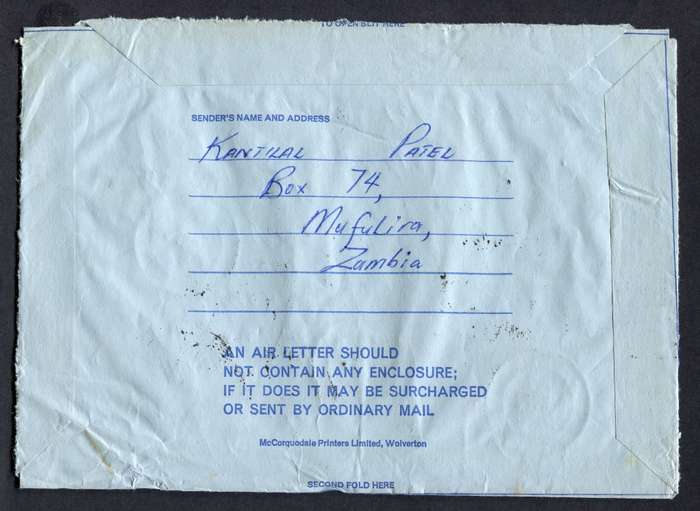 TO OPEN SLIT HERE
SENDER'S NAME AND ADDRESS
KANTILAL PATEL
Box 74,
Mufulira,
Zambia
AN AIR LETTER SHOULD
NOT CONTAIN ANY ENCLOSURE;
IF IT DOES IT MAY BE SURCHARGED
OR SENT BY ORDINARY MAIL
McCorquodale Printers Limited, Wolverton
SECOND FOLD HERE